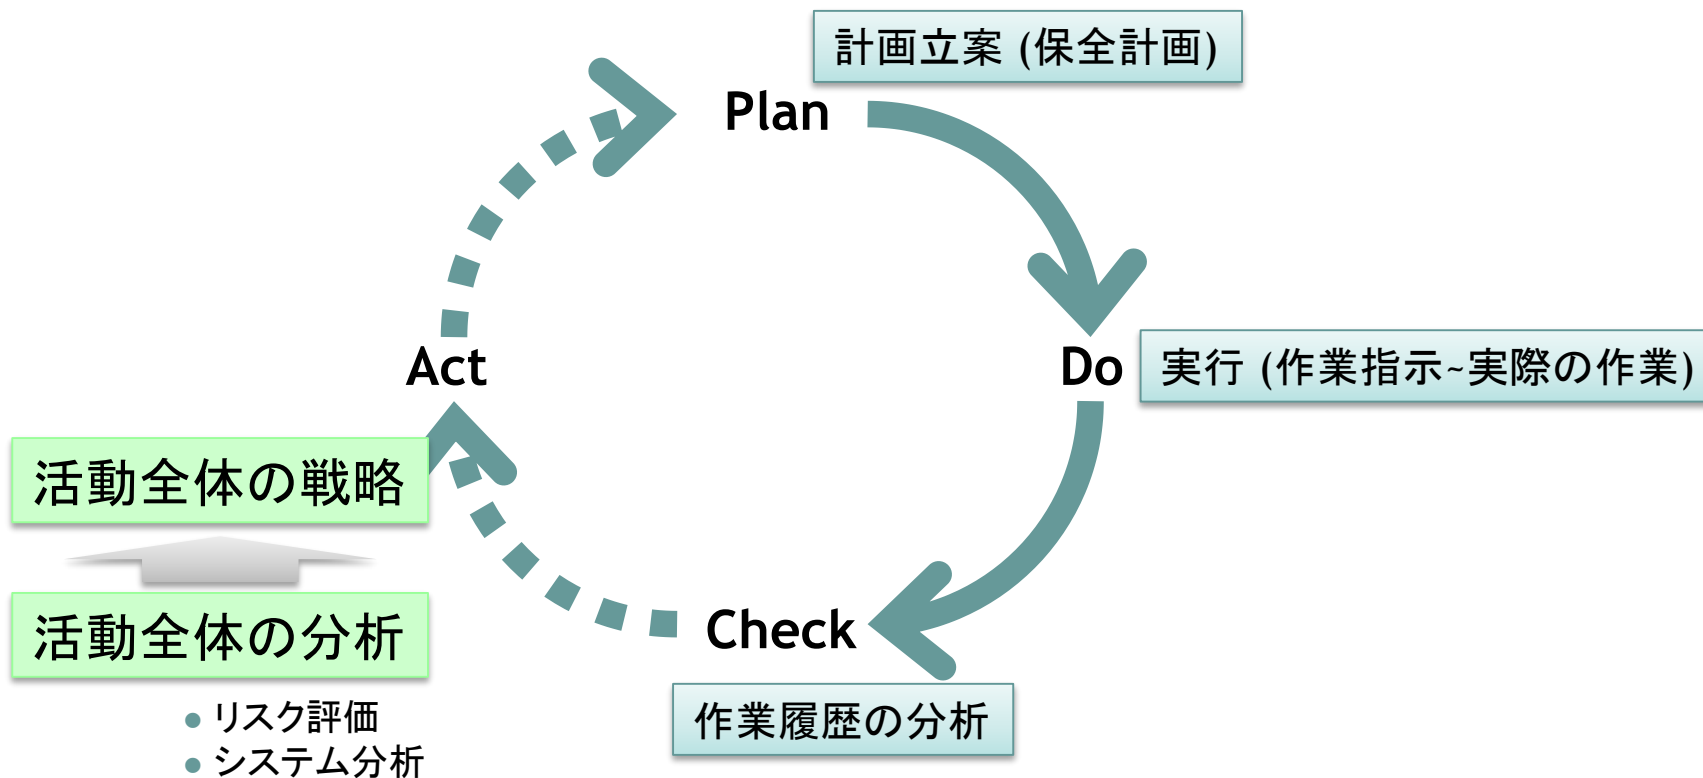 計画立案 (保全計画)
Plan
Act
Do
実行 (作業指示~実際の作業)
活動全体の戦略
活動全体の分析
Check
作業履歴の分析
• リスク評価
• システム分析